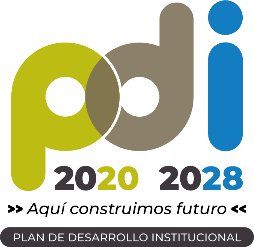 pdi
2020 2028
>> Aquí construimos futuro <<
PLAN DE DESARROLLO INSTITUCIONAL